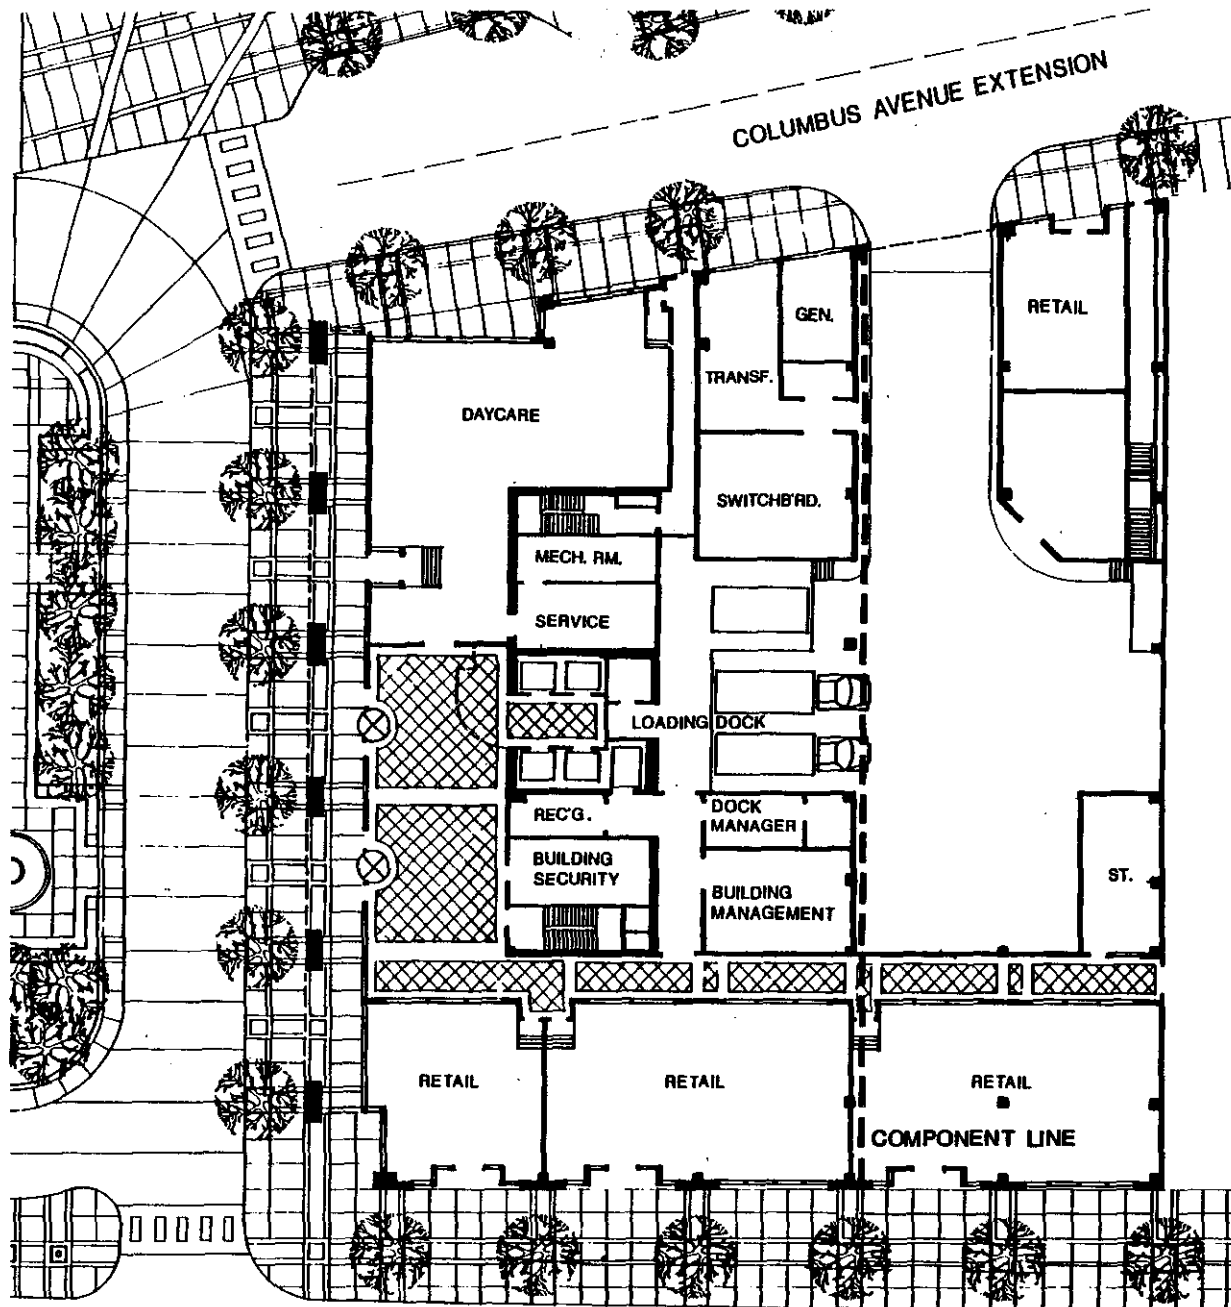 COLUMBUS AVENUE EXTENSION
GEN.
RETAIL
TRANSF.
DAYCARE
SWITCHB'RD.
MECH. RM.
SERVICE
LOADING DOCK
REC'G.
DOCK
MANAGER
BUILDING
SECURITY
ST.
BUILDING
MANAGEMENT
RETAIL
RETAIL
RETAIL
COMPONENT LINE